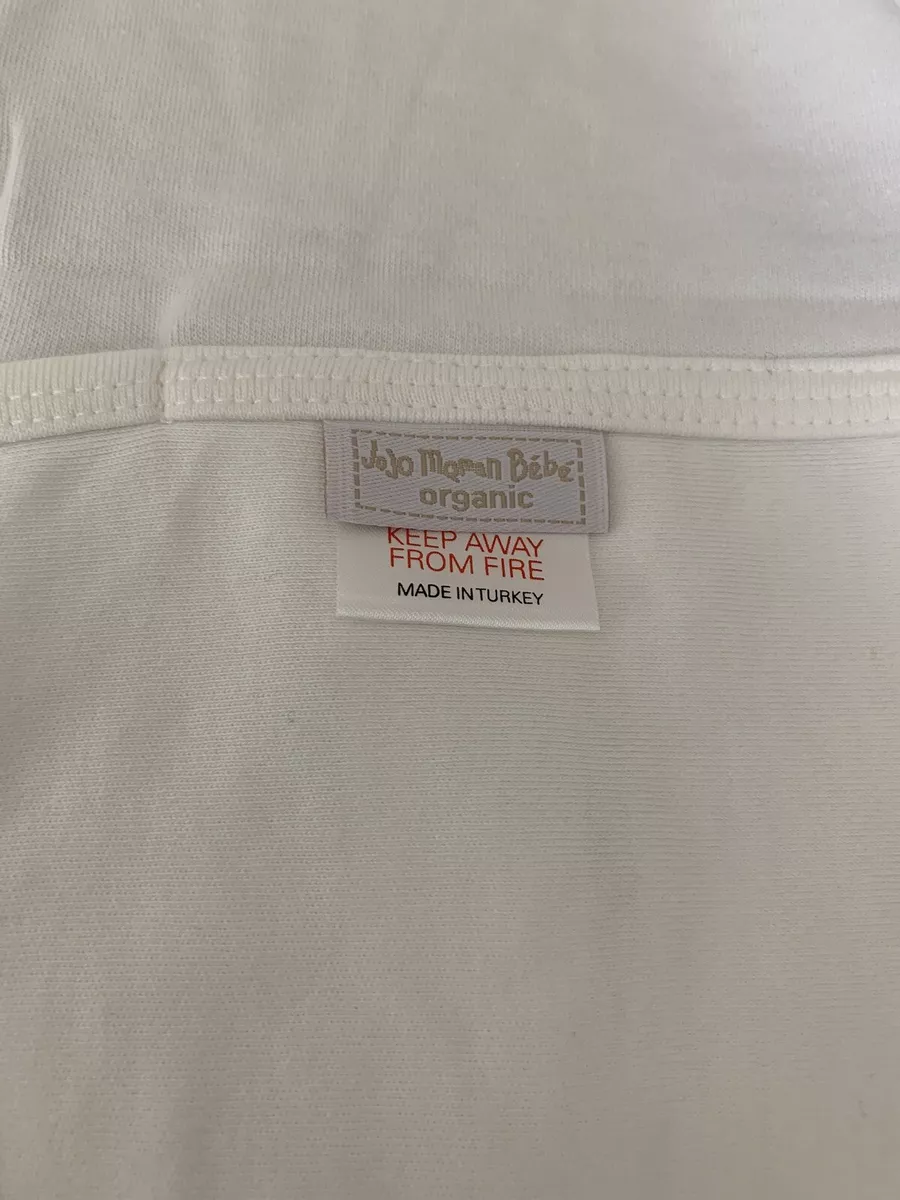 JoJo Maman Bébé
organic
KEEP AWAY
FROM FIRE
MADE IN TURKEY